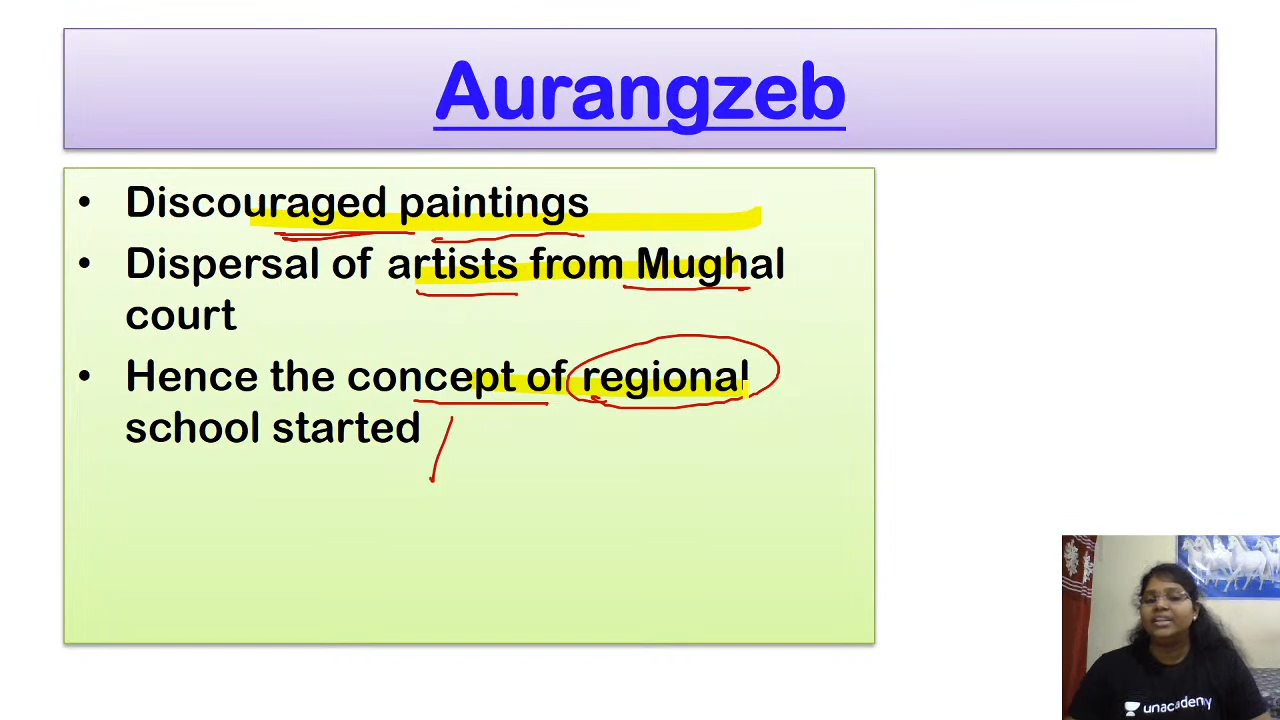 Aurangzeb
• Discouraged paintings
• Dispersal of artists from Mughal
court
• Hence the concept of regional
school started
unacademy